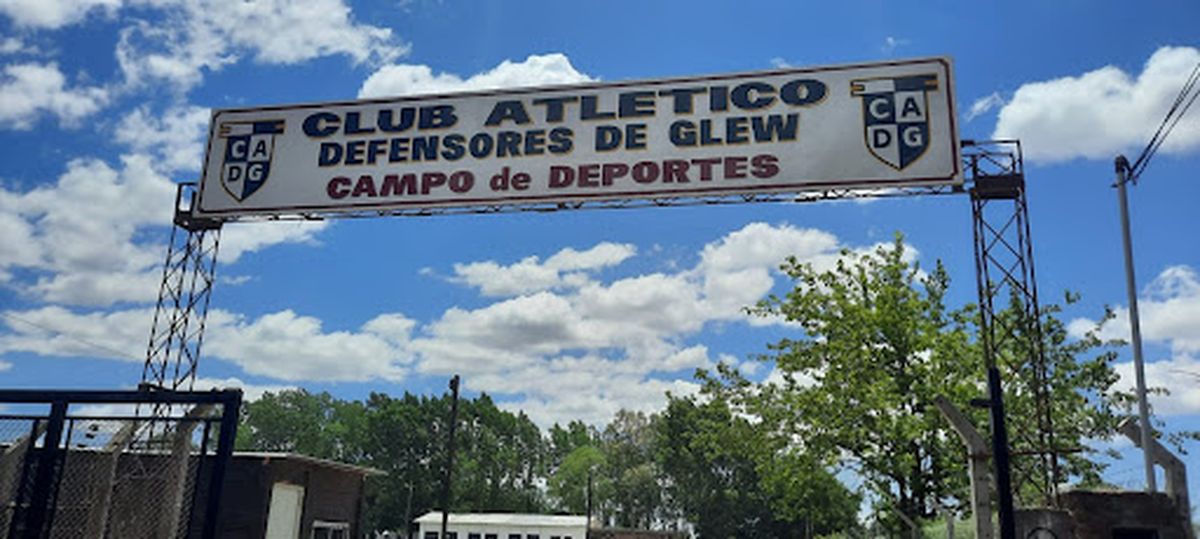 CLUB ATLETICO
DEFENSORES DE GLEW
CAMPO de DEPORTES
CA
DG
CA
DG